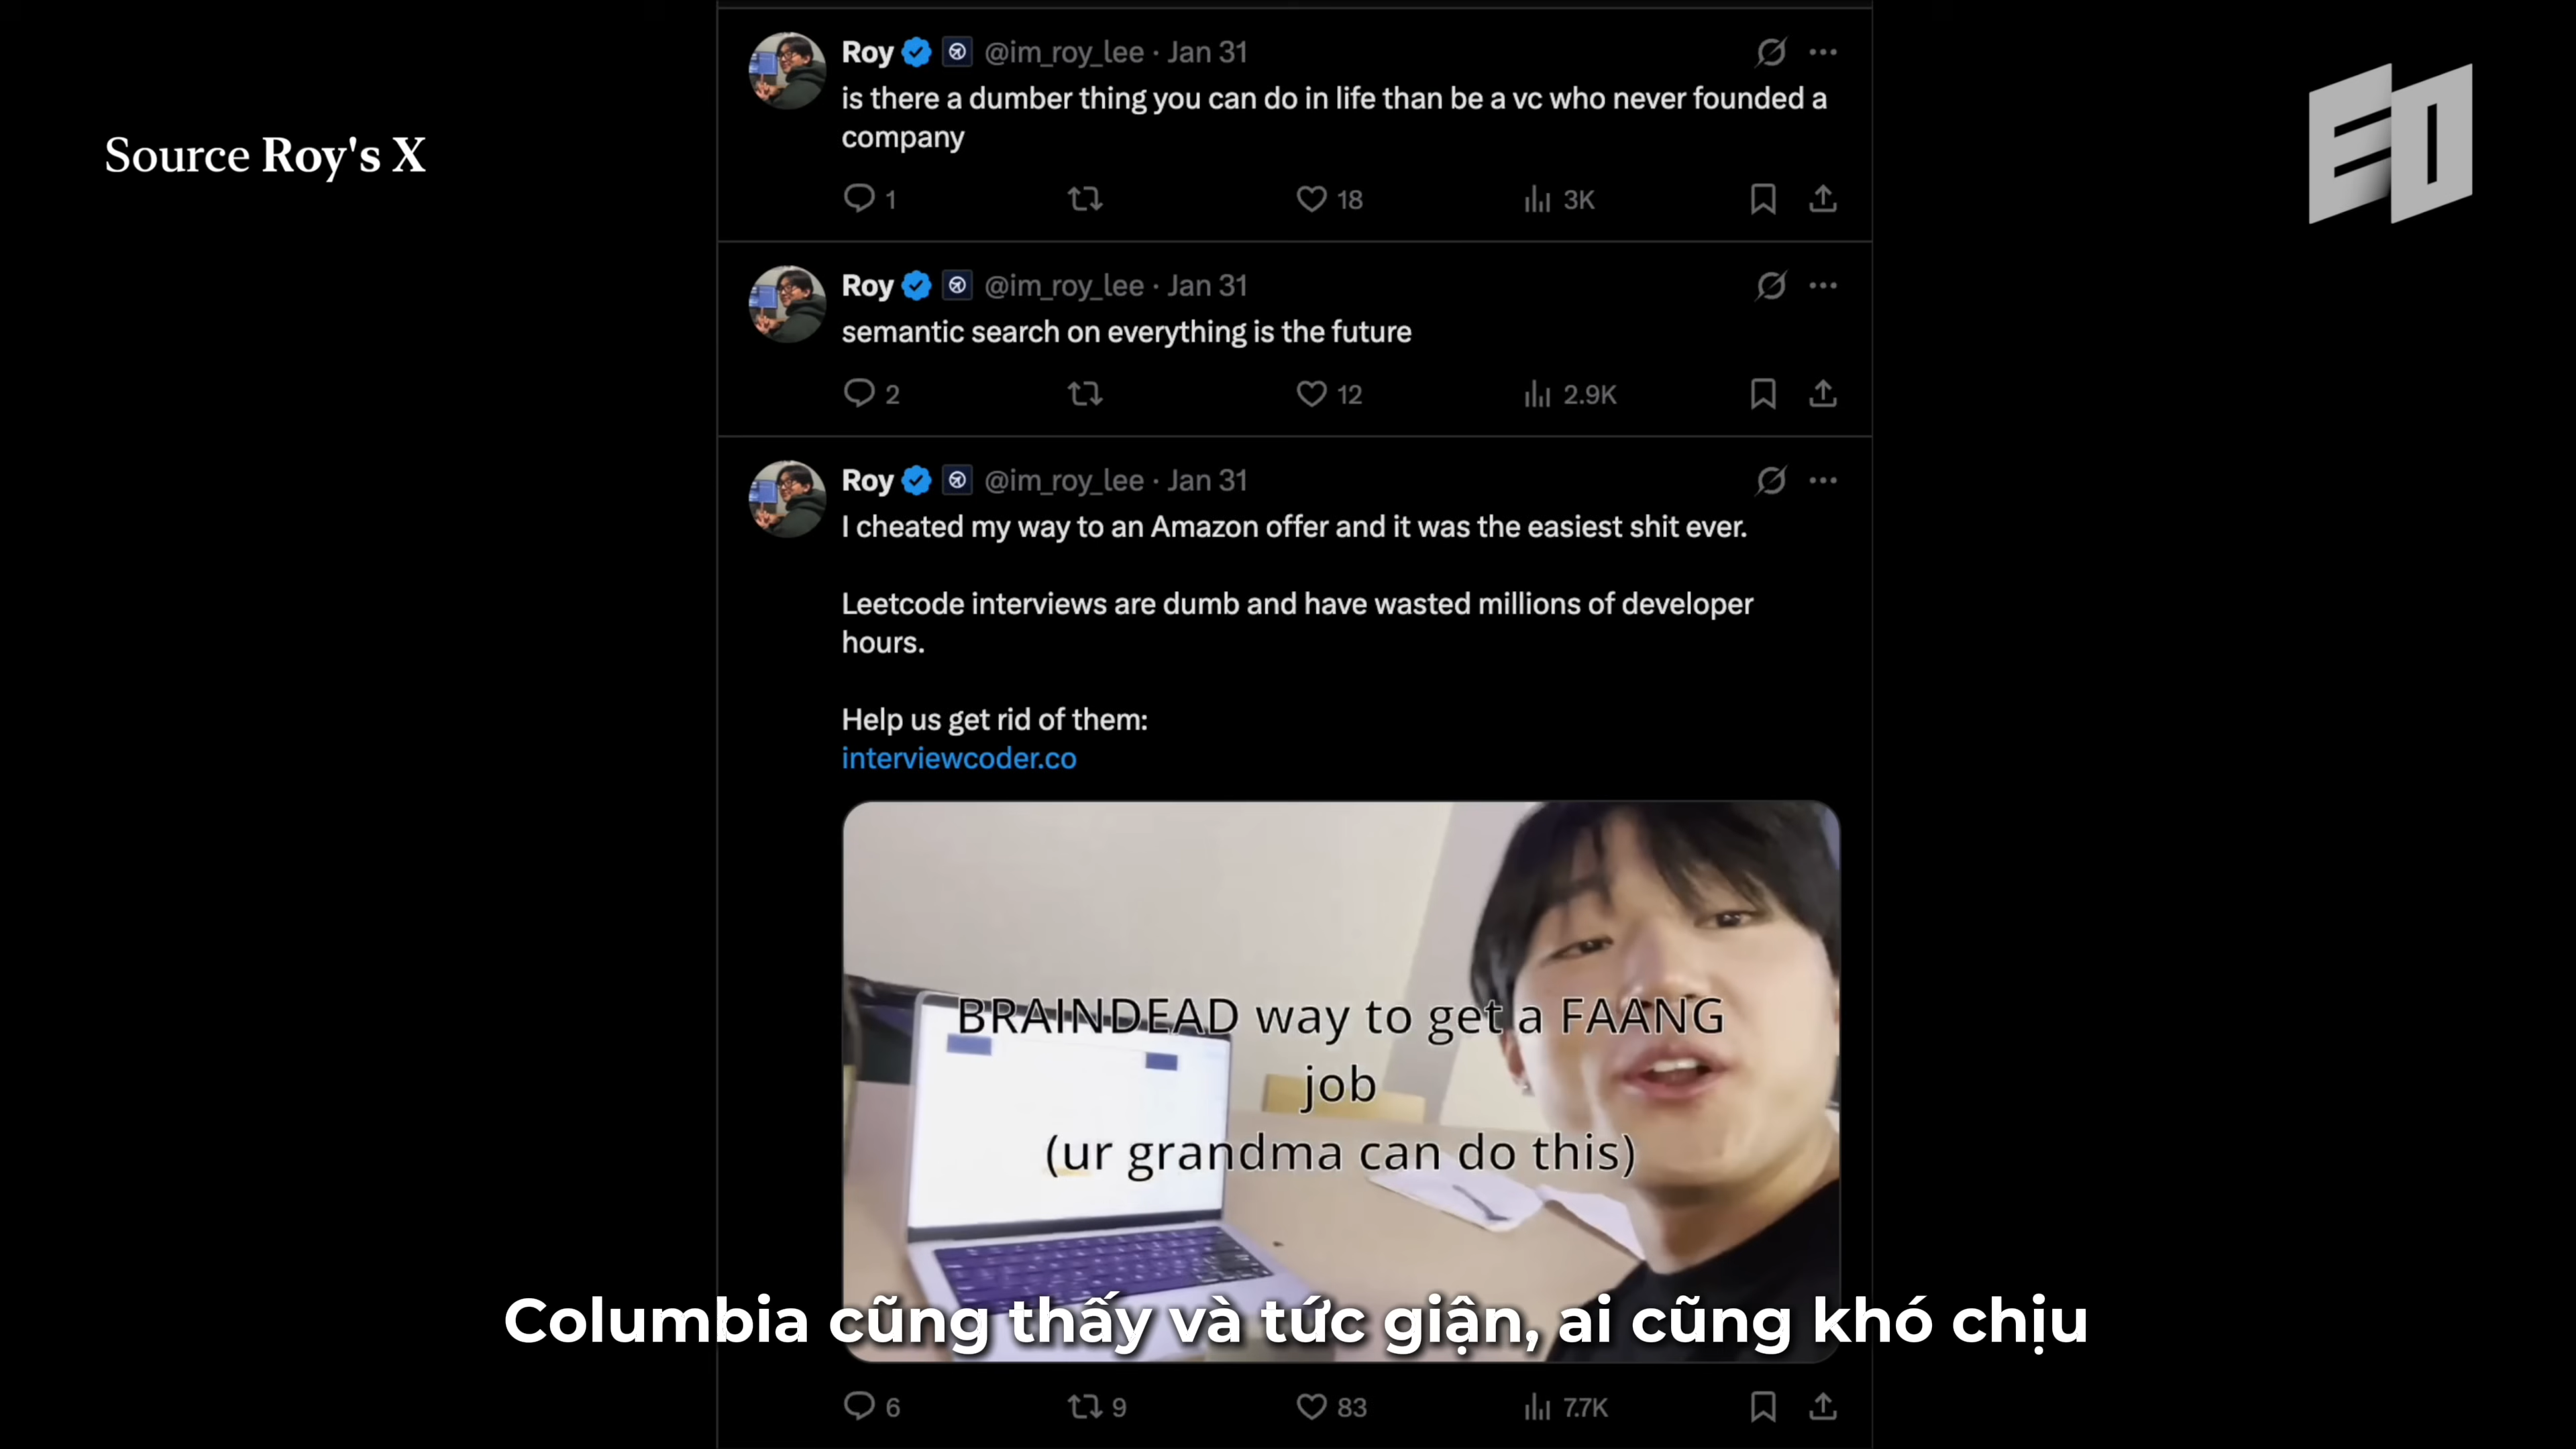 Source Roy's X
EO
Roy @im_roy_lee · Jan 31
is there a dumber thing you can do in life than be a vc who never founded a
company
1 18 3K
Roy @im_roy_lee · Jan 31
semantic search on everything is the future
2 12 2.9K
Roy @im_roy_lee · Jan 31
I cheated my way to an Amazon offer and it was the easiest shit ever.
Leetcode interviews are dumb and have wasted millions of developer
hours.
Help us get rid of them:
interviewcoder.co
BRAINDEAD way to get a FAANG
job
(ur grandma can do this)
Columbia cũng thấy và tức giận, ai cũng khó chịu
6 9 83 7.7K